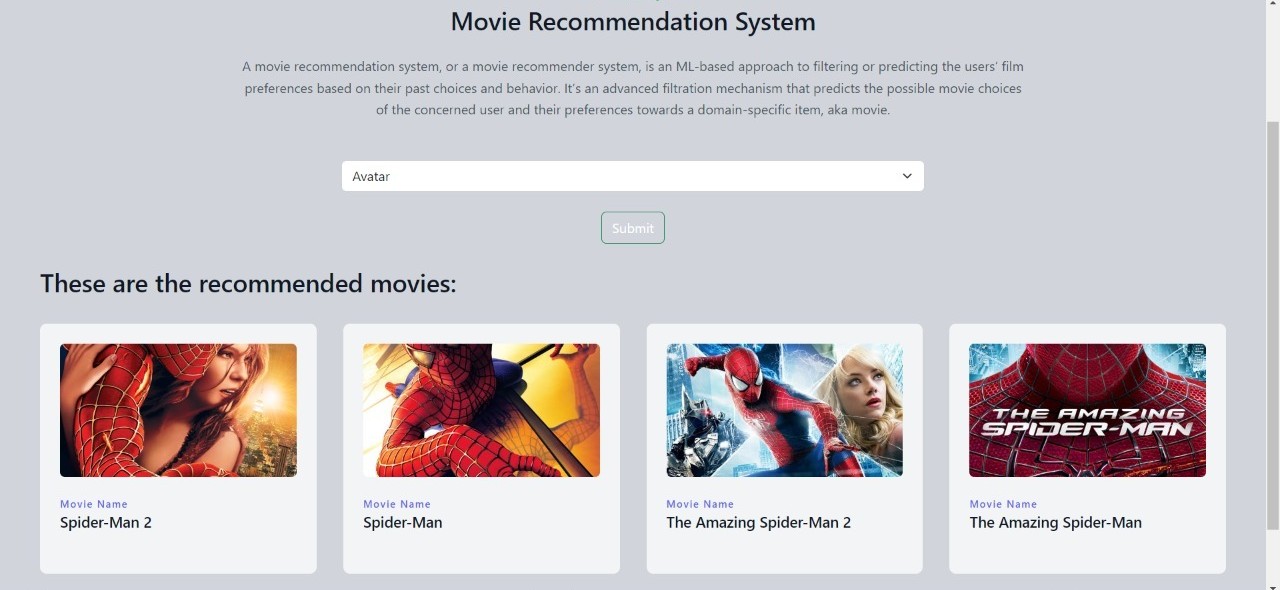 Movie Recommendation System
A movie recommendation system, or a movie recommender system, is an ML-based approach to filtering or predicting the users’ film
preferences based on their past choices and behavior. It’s an advanced filtration mechanism that predicts the possible movie choices
of the concerned user and their preferences towards a domain-specific item, aka movie.
Avatar
Submit
These are the recommended movies:
THE AMAZING
SPIDER-MAN
Movie Name
Spider-Man 2
Movie Name
Spider-Man
Movie Name
The Amazing Spider-Man 2
Movie Name
The Amazing Spider-Man